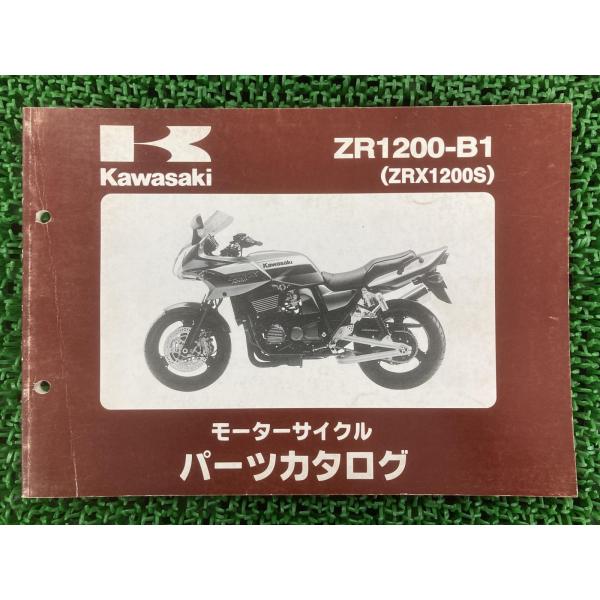 Kawasaki
ZR1200-B1
(ZRX1200S)
Kawasaki
モーターサイクル
パーツカタログ